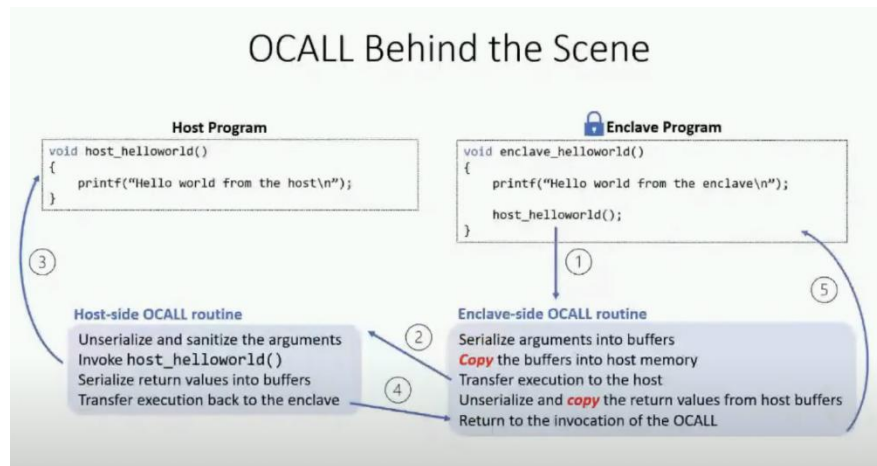 OCALL Behind the Scene
Host Program
void host_helloworld()
{
printf("Hello world from the host\n");
}
Enclave Program
void enclave_helloworld()
{
printf("Hello world from the enclave\n");
host_helloworld();
}
1
2
3
4
5
Host-side OCALL routine
Unserialize and sanitize the arguments
Invoke host_helloworld()
Serialize return values into buffers
Transfer execution back to the enclave
Enclave-side OCALL routine
Serialize arguments into buffers
Copy the buffers into host memory
Transfer execution to the host
Unserialize and copy the return values from host buffers
Return to the invocation of the OCALL